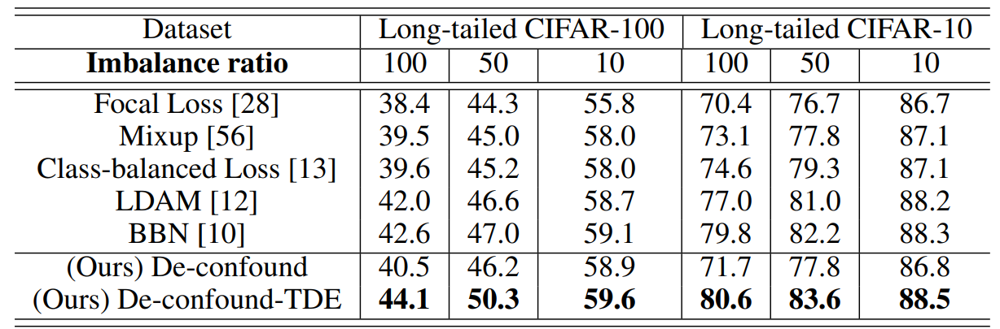 Dataset Long-tailed CIFAR-100 Long-tailed CIFAR-10
Imbalance ratio 100 50 10 100 50 10
Focal Loss [28] 38.4 44.3 55.8 70.4 76.7 86.7
Mixup [56] 39.5 45.0 58.0 73.1 77.8 87.1
Class-balanced Loss [13] 39.6 45.2 58.0 74.6 79.3 87.1
LDAM [12] 42.0 46.6 58.7 77.0 81.0 88.2
BBN [10] 42.6 47.0 59.1 79.8 82.2 88.3
(Ours) De-confound 40.5 46.2 58.9 71.7 77.8 86.8
(Ours) De-confound-TDE 44.1 50.3 59.6 80.6 83.6 88.5